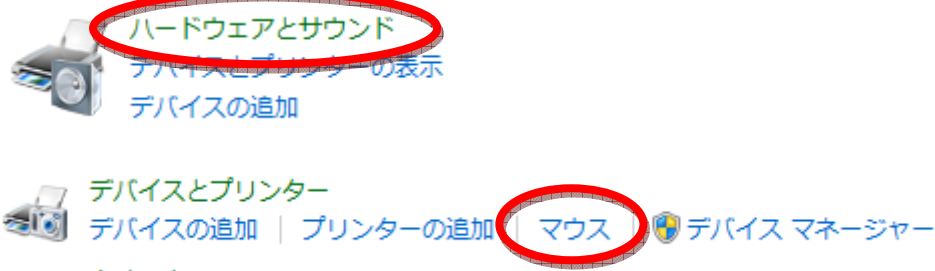 ハードウェアとサウンド
デバイスとプリンターの表示
デバイスの追加
デバイスとプリンター
デバイスの追加 | プリンターの追加 | マウス | デバイス マネージャー